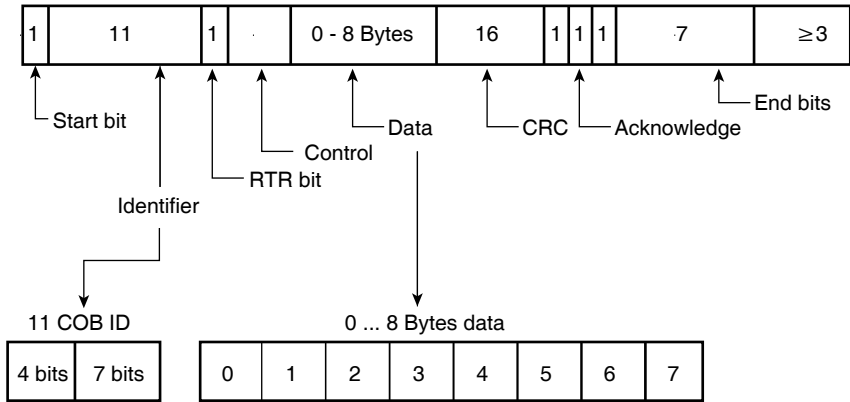 1 11 1 0 - 8 Bytes 16 1 1 1 7 ≥3
Start bit
Data
CRC
Acknowledge
End bits
Control
RTR bit
Identifier
11 COB ID
0 ... 8 Bytes data
4 bits 7 bits
0 1 2 3 4 5 6 7